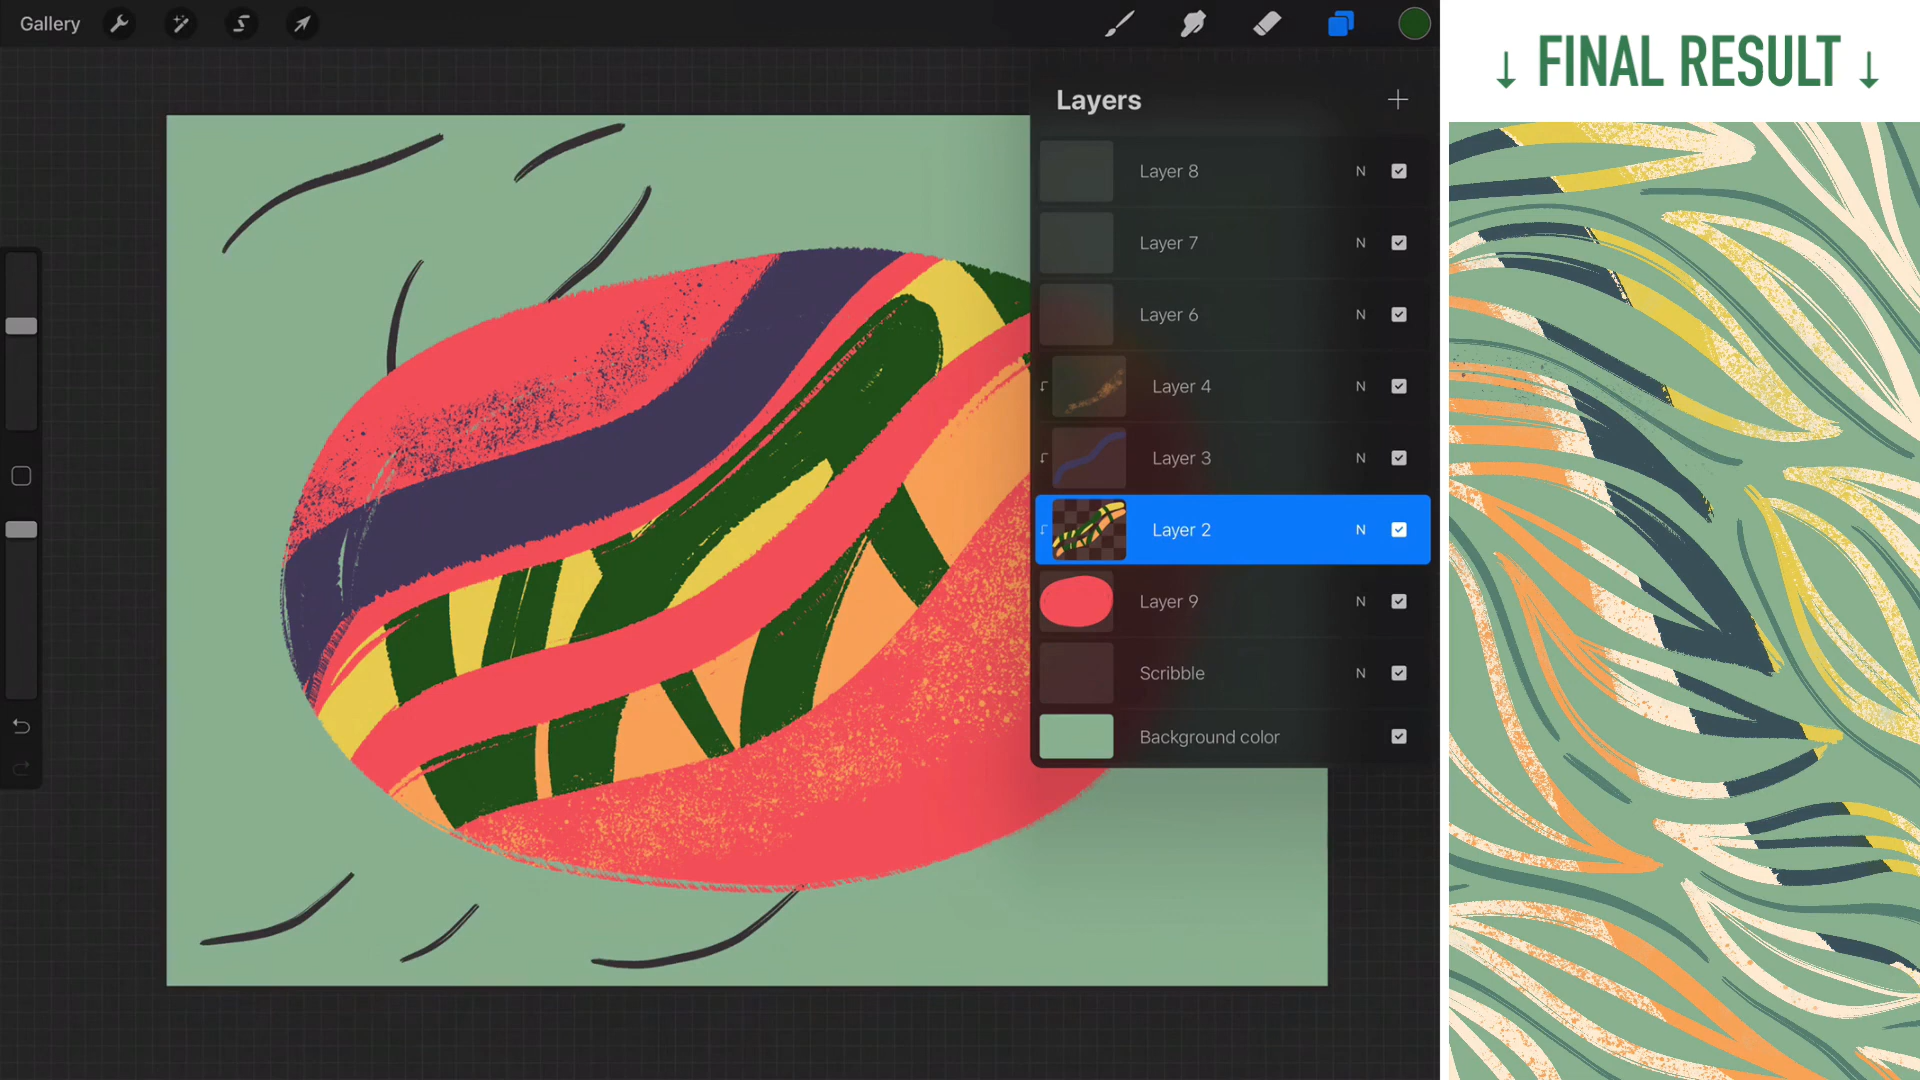 Gallery
Layers
Layer 8 N
Layer 7 N
Layer 6 N
Layer 4 N
Layer 3 N
Layer 2 N
Layer 9 N
Scribble N
Background color
↓ FINAL RESULT ↓